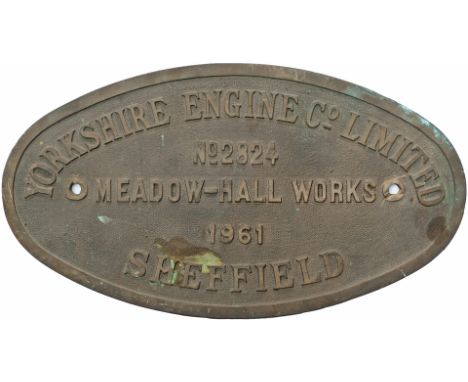 YORKSHIRE ENGINE Co. LIMITED
No. 2824
MEADOW-HALL WORKS
1961
SHEFFIELD